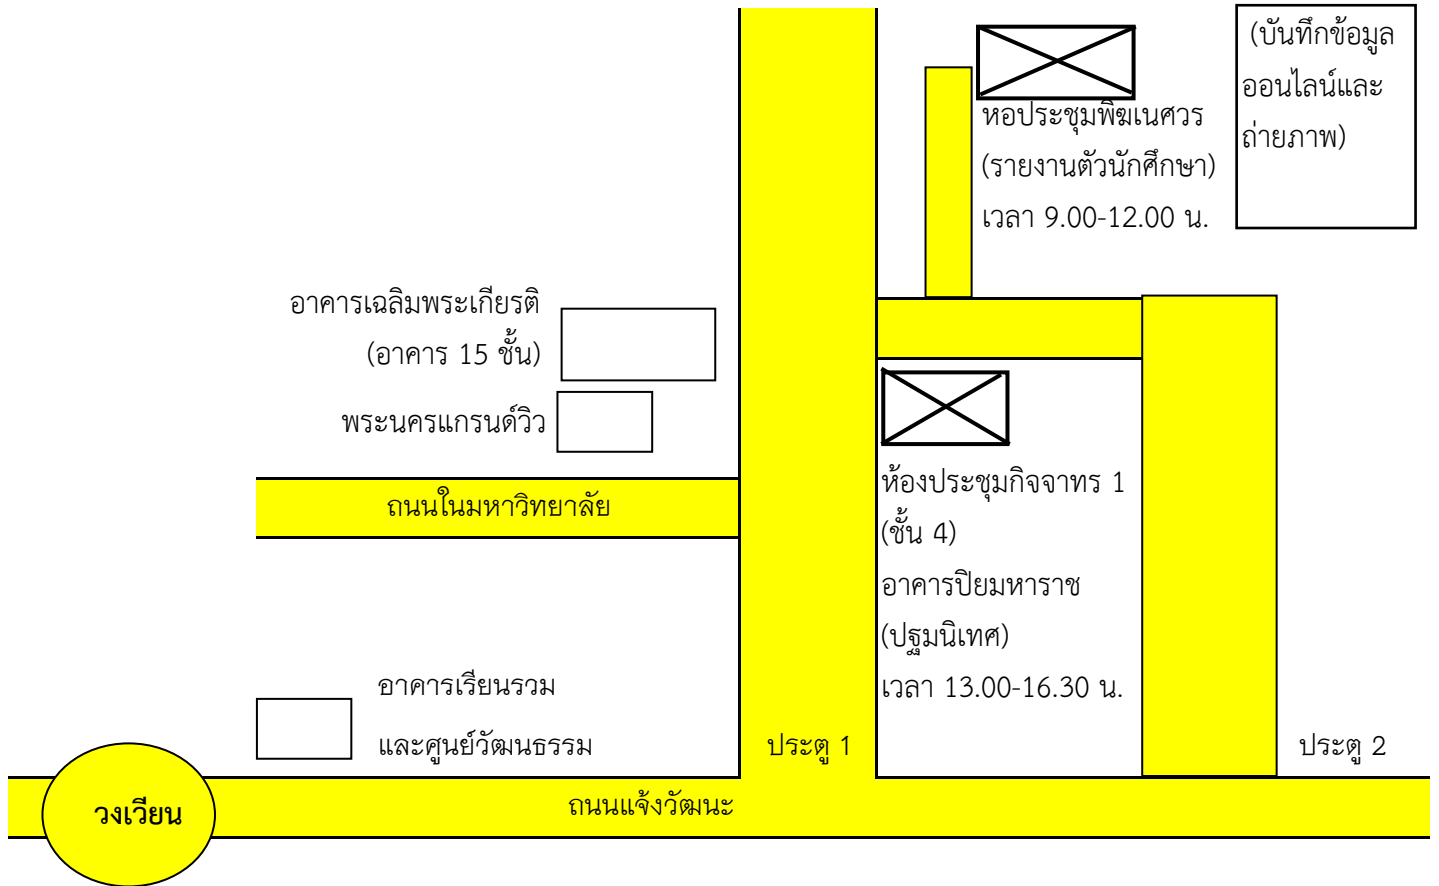 (บันทึกข้อมูล
ออนไลน์และ
ถ่ายภาพ)
หอประชุมพิฆเนศวร
(รายงานตัวนักศึกษา)
เวลา 9.00-12.00 น.
อาคารเฉลิมพระเกียรติ
(อาคาร 15 ชั้น)
พระนครแกรนด์วิว
ถนนในมหาวิทยาลัย
ห้องประชุมกิจจาทร 1
(ชั้น 4)
อาคารปิยมหาราช
(ปฐมนิเทศ)
เวลา 13.00-16.30 น.
อาคารเรียนรวม
และศูนย์วัฒนธรรม
ประตู 1
ประตู 2
วงเวียน
ถนนแจ้งวัฒนะ